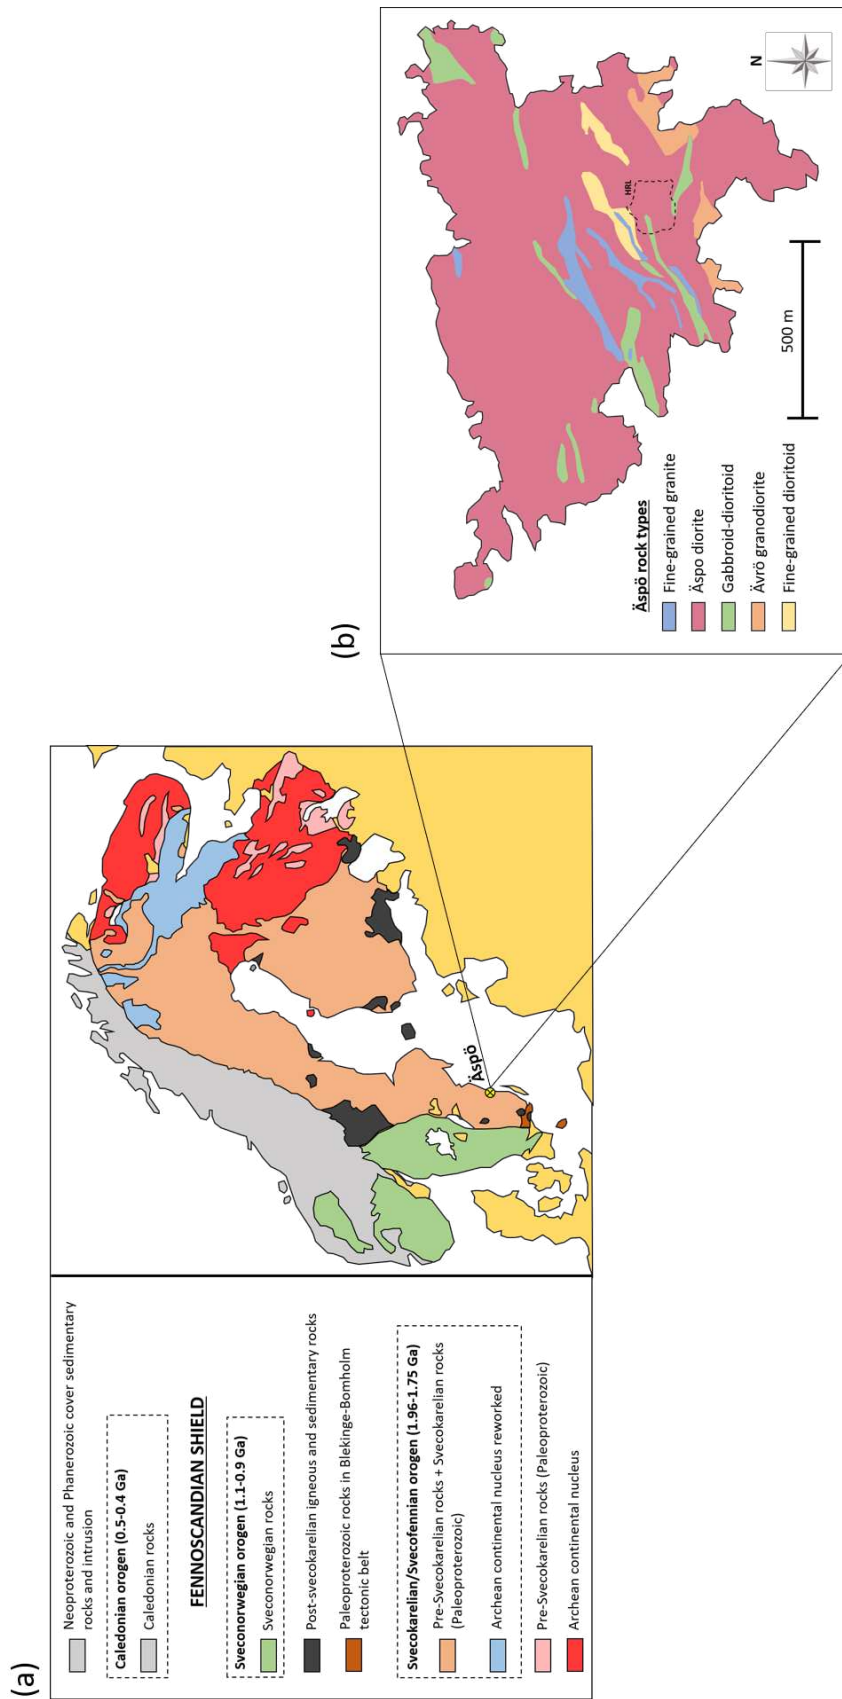 (a)
Neoproterozoic and Phanerozoic cover sedimentary
rocks and intrusion
Caledonian orogen (0.5-0.4 Ga)
Caledonian rocks
FENNOSCANDIAN SHIELD
Sveconorwegian orogen (1.1-0.9 Ga)
Sveconorwegian rocks
Post-svecokarelian igneous and sedimentary rocks
Paleoproterozoic rocks in Blekinge-Bornholm
tectonic belt
Svecokarelian/Svecofennian orogen (1.96-1.75 Ga)
Pre-Svecokarelian rocks + Svecokarelian rocks
(Paleoproterozoic)
Archean continental nucleus reworked
Pre-Svecokarelian rocks (Paleoproterozoic)
Archean continental nucleus
Äspö
(b)
Äspö rock types
Fine-grained granite
Äspo diorite
Gabbroid-dioritoid
Ävrö granodiorite
Fine-grained dioritoid
500 m
HRL
N